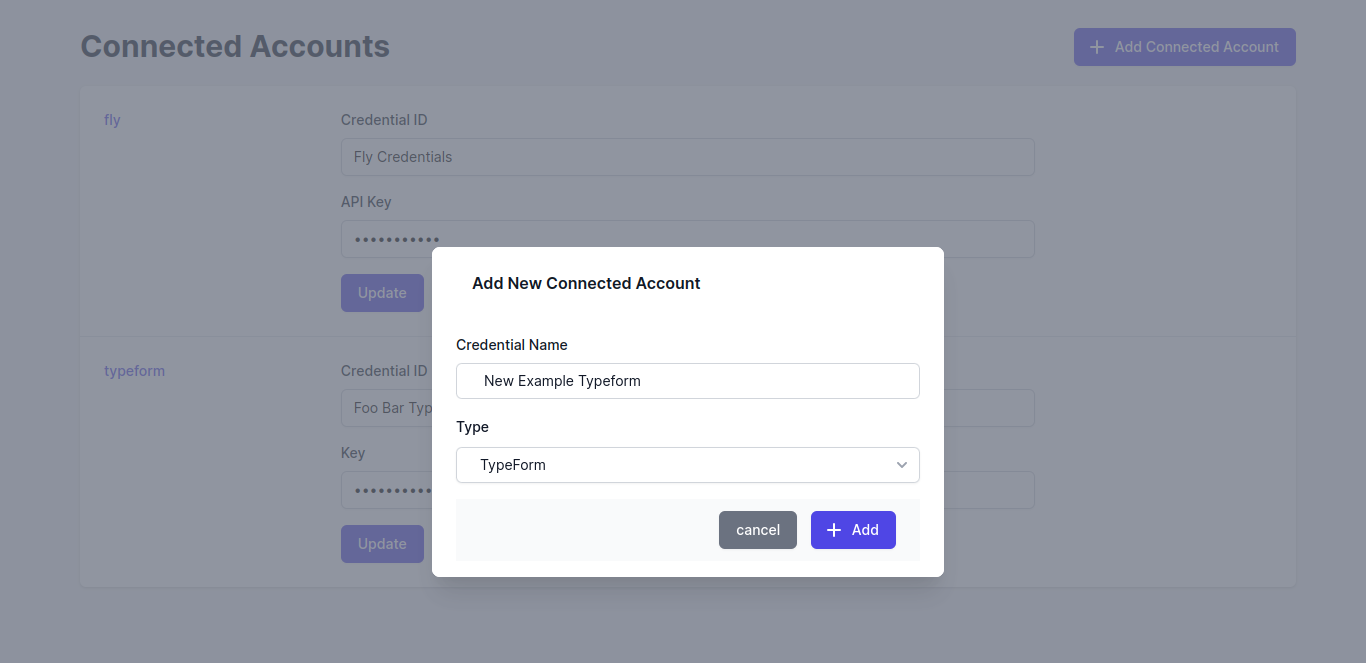 Connected Accounts
Add Connected Account
fly
Credential ID
Fly Credentials
API Key
•••••••••••
Update
typeform
Credential ID
Foo Bar Typ
Key
••••••••••
Update
Add New Connected Account
Credential Name
New Example Typeform
Type
TypeForm
cancel
Add